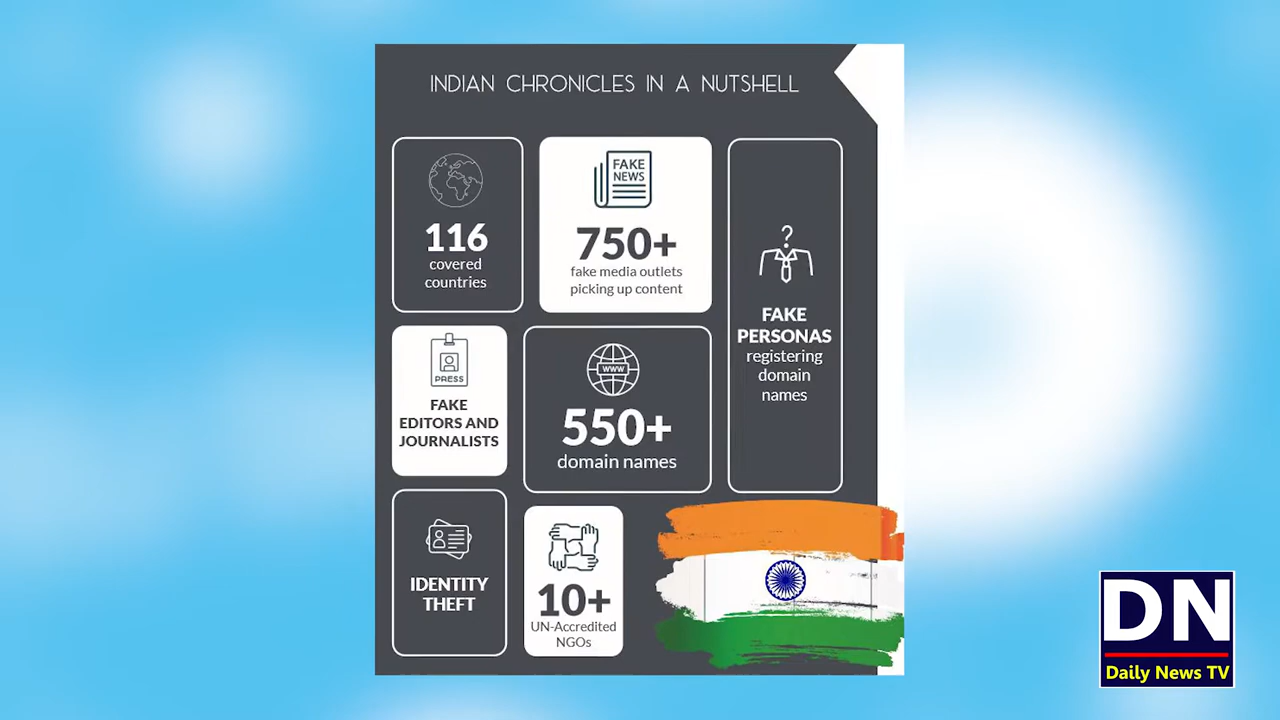 INDIAN CHRONICLES IN A NUTSHELL
116
covered
countries
FAKE
NEWS
750+
fake media outlets
picking up content
?
FAKE
PERSONAS
registering
domain
names
PRESS
FAKE
EDITORS AND
JOURNALISTS
www
550+
domain names
IDENTITY
THEFT
10+
UN-Accredited
NGOs
DN
Daily News TV